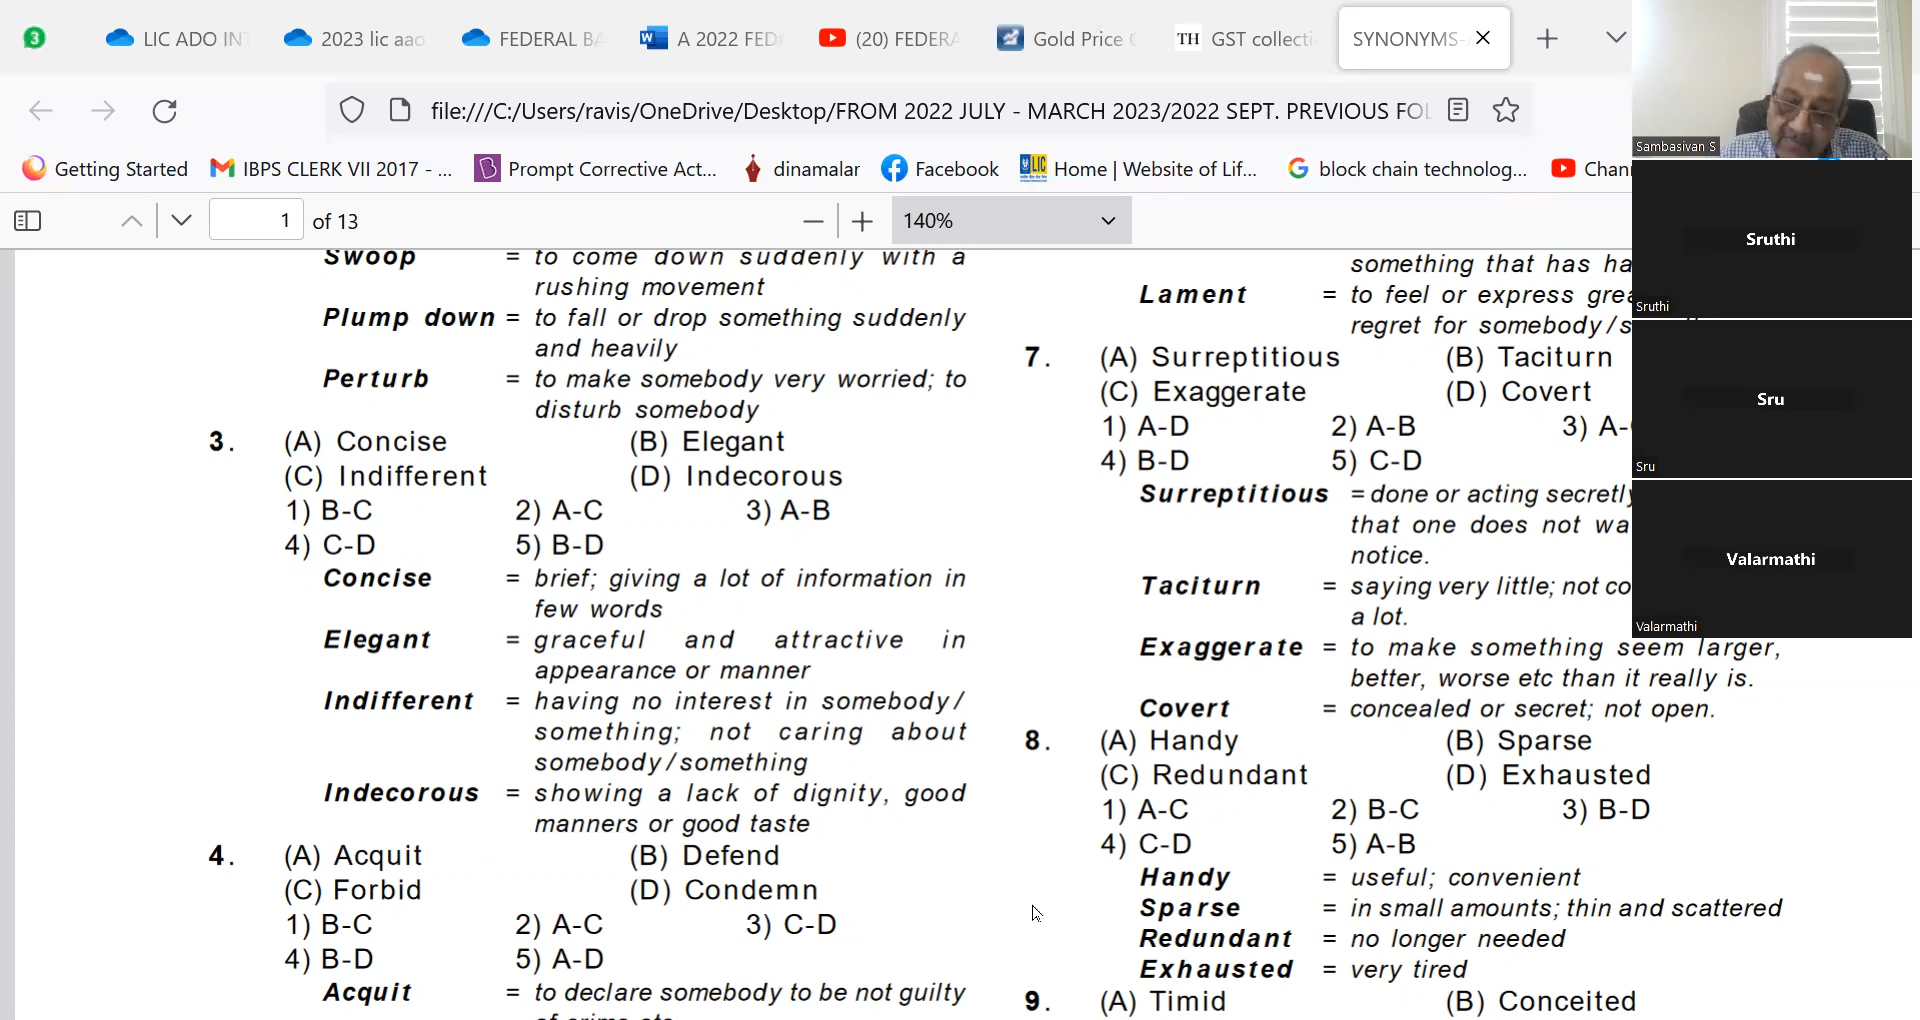 3
LIC ADO IN
2023 lic aao
FEDERAL BA
A 2022 FED
(20) FEDERA
Gold Price
TH GST collecti
SYNONYMS-
file:///C:/Users/ravis/OneDrive/Desktop/FROM 2022 JULY - MARCH 2023/2022 SEPT. PREVIOUS FOL
Getting Started
IBPS CLERK VII 2017 - ...
Prompt Corrective Act...
dinamalar
Facebook
LIC Home | Website of Lif...
block chain technolog...
Chan
1 of 13
140%
Swoop = to come down suddenly with a
rushing movement
Plump down = to fall or drop something suddenly
and heavily
Perturb = to make somebody very worried; to
disturb somebody
3. (A) Concise (B) Elegant
(C) Indifferent (D) Indecorous
1) B-C 2) A-C 3) A-B
4) C-D 5) B-D
Concise = brief; giving a lot of information in
few words
Elegant = graceful and attractive in
appearance or manner
Indifferent = having no interest in somebody/
something; not caring about
somebody/something
Indecorous = showing a lack of dignity, good
manners or good taste
4. (A) Acquit (B) Defend
(C) Forbid (D) Condemn
1) B-C 2) A-C 3) C-D
4) B-D 5) A-D
Acquit = to declare somebody to be not guilty
something that has ha
Lament = to feel or express grea
regret for somebody/s
7. (A) Surreptitious (B) Taciturn
(C) Exaggerate (D) Covert
1) A-D 2) A-B 3) A-
4) B-D 5) C-D
Surreptitious = done or acting secretly
that one does not wa
notice.
Taciturn = saying very little; not co
a lot.
Exaggerate = to make something seem larger,
better, worse etc than it really is.
Covert = concealed or secret; not open.
8. (A) Handy (B) Sparse
(C) Redundant (D) Exhausted
1) A-C 2) B-C 3) B-D
4) C-D 5) A-B
Handy = useful; convenient
Sparse = in small amounts; thin and scattered
Redundant = no longer needed
Exhausted = very tired
9. (A) Timid (B) Conceited
Sambasivan S
Sruthi
Sruthi
Sru
Sru
Valarmathi
Valarmathi